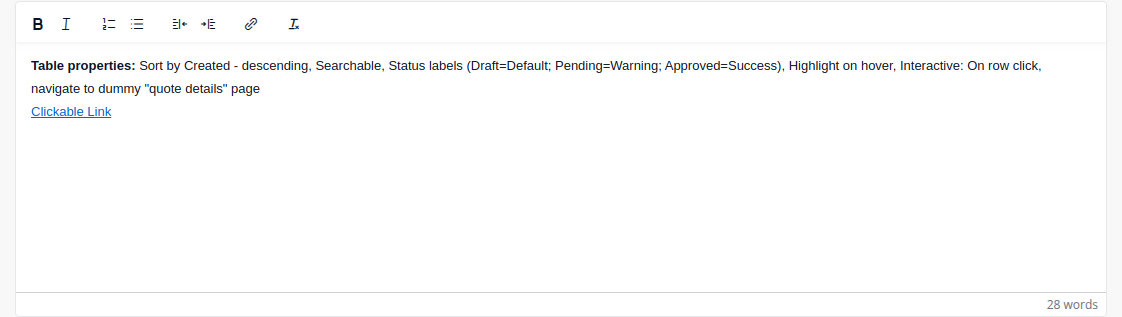 Table properties: Sort by Created - descending, Searchable, Status labels (Draft=Default; Pending=Warning; Approved=Success), Highlight on hover, Interactive: On row click,
navigate to dummy "quote details" page
Clickable Link
28 words